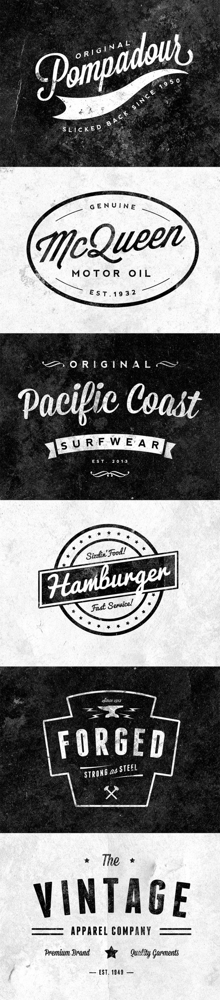 ORIGINAL
Pompadour
SLICKED BACK SINCE 1950
GENUINE
McQueen
MOTOR OIL
EST. 1932
ORIGINAL
Pacific Coast
SURFWEAR
EST. 2013
Sizzlin' Food!
Hamburger
Fast Service!
Since 1912
FORGED
STRONG as STEEL
The
VINTAGE
APPAREL COMPANY
Premium Brand Quality Garments
EST. 1949